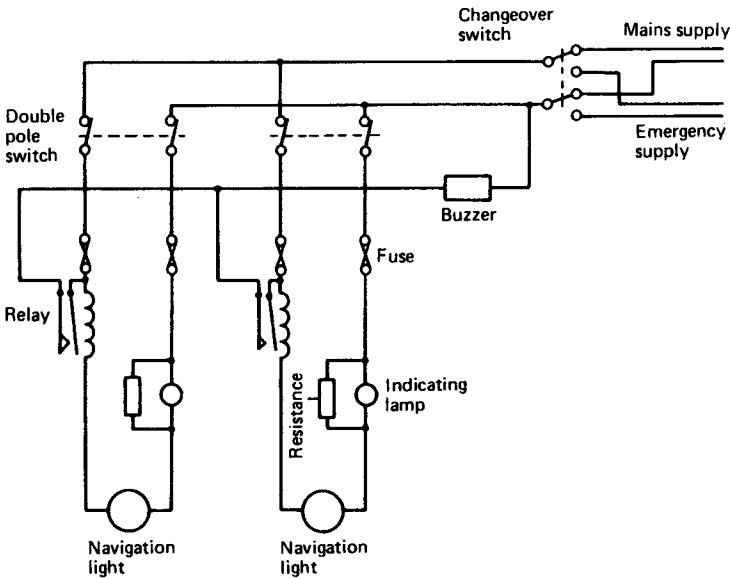 Changeover
switch
Mains supply
Double
pole
switch
Emergency
supply
Buzzer
Fuse
Relay
Resistance
Indicating
lamp
Navigation
light
Navigation
light